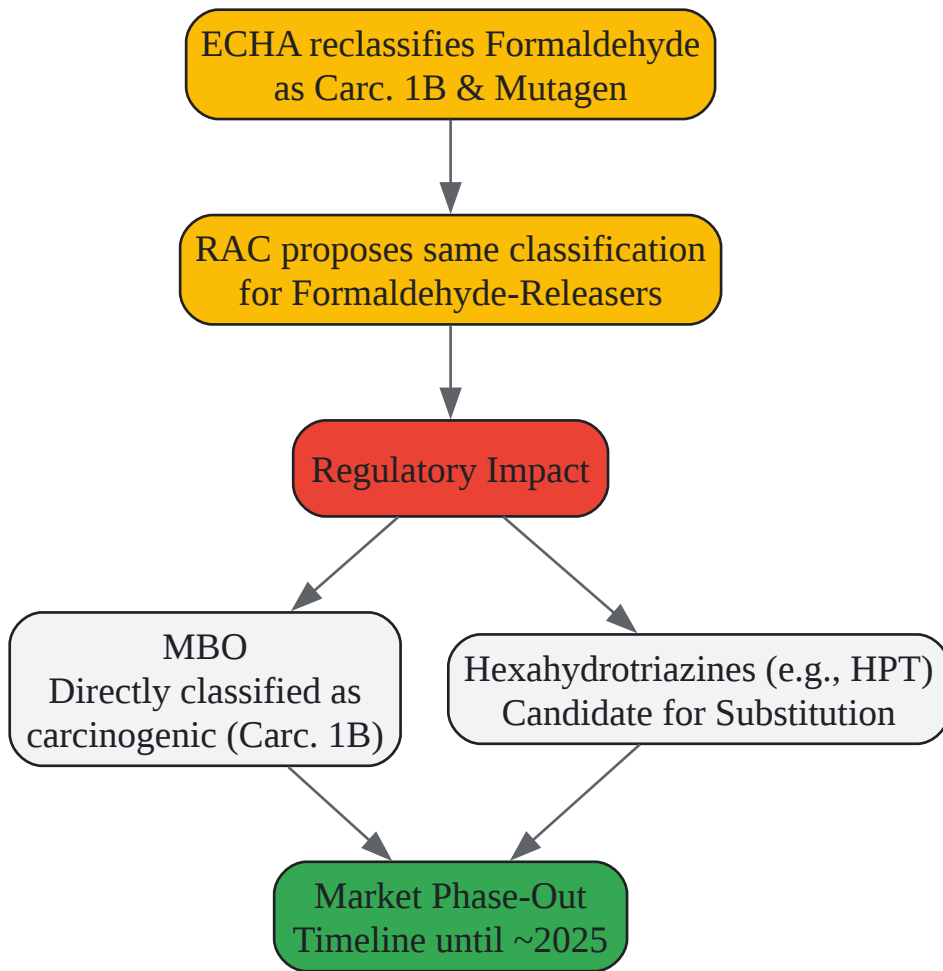 ECHA reclassifies Formaldehyde
as Carc. 1B & Mutagen
RAC proposes same classification
for Formaldehyde-Releasers
Regulatory Impact
MBO
Directly classified as
carcinogenic (Carc. 1B)
Hexahydrotriazines (e.g., HPT)
Candidate for Substitution
Market Phase-Out
Timeline until ~2025